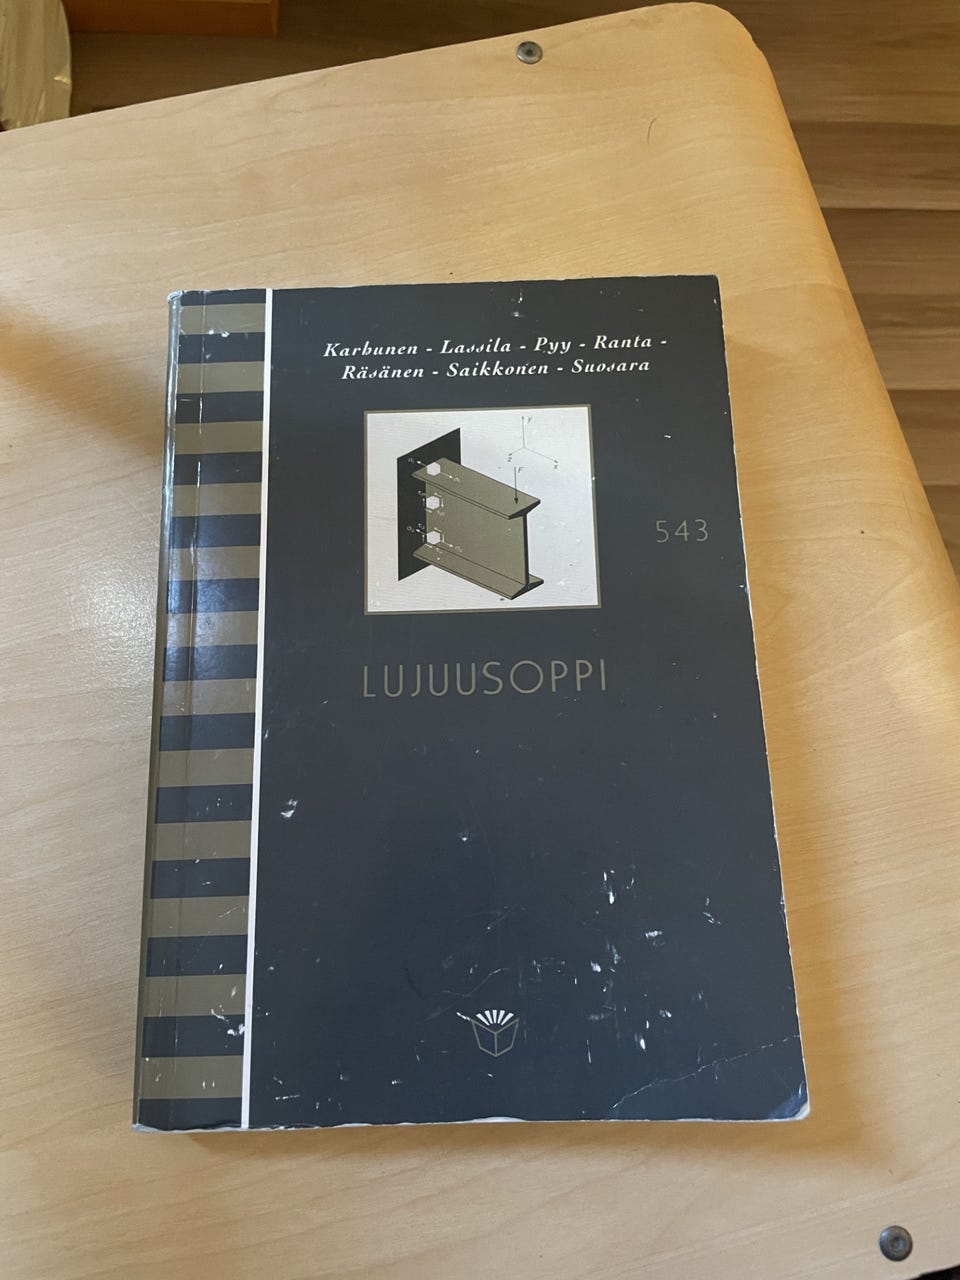 Karhunen - Lassila - Pyy - Ranta -
Räsänen - Saikkonen - Suosara
y
z
x
F
543
LUJUUSOPPI